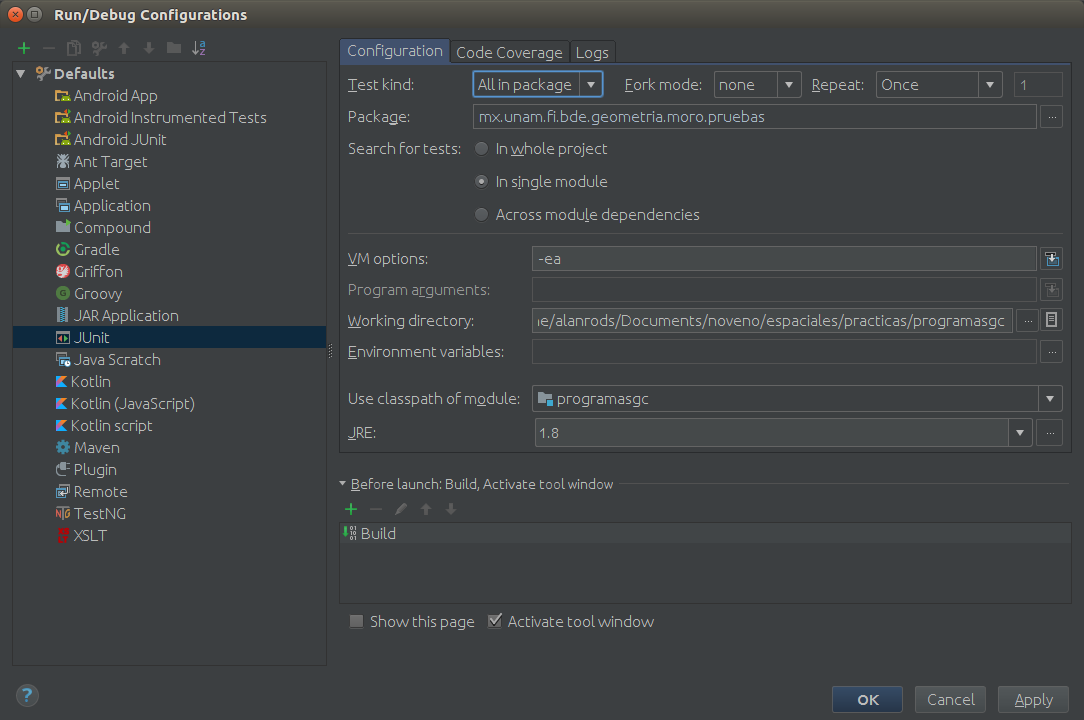 Run/Debug Configurations
Defaults
Android App
Android Instrumented Tests
Android JUnit
Ant Target
Applet
Application
Compound
Gradle
Griffon
Groovy
JAR Application
JUnit
Java Scratch
Kotlin
Kotlin (JavaScript)
Kotlin script
Maven
Plugin
Remote
TestNG
XSLT
Configuration Code Coverage Logs
Test kind: All in package Fork mode: none Repeat: Once 1
Package: mx.unam.fi.bde.geometria.moro.pruebas ...
Search for tests: In whole project
In single module
Across module dependencies
VM options: -ea
Program arguments:
Working directory: ne/alanrods/Documents/noveno/espaciales/practicas/programasgc ...
Environment variables: ...
Use classpath of module: programasgc
JRE: 1.8 ...
Before launch: Build, Activate tool window
Build
Show this page Activate tool window
? OK Cancel Apply